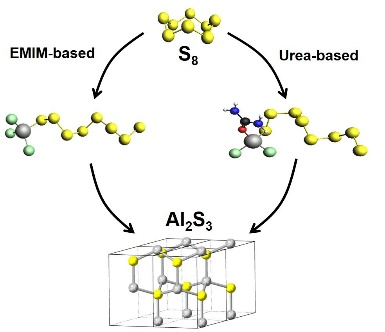 S₈
EMIM-based
Urea-based
Al₂S₃